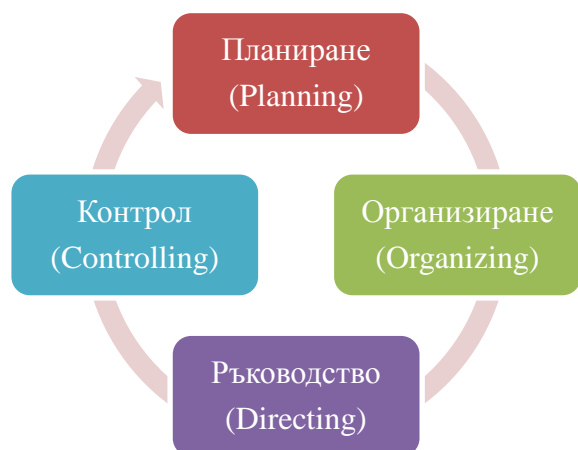 Планиране
(Planning)
Организиране
(Organizing)
Ръководство
(Directing)
Контрол
(Controlling)